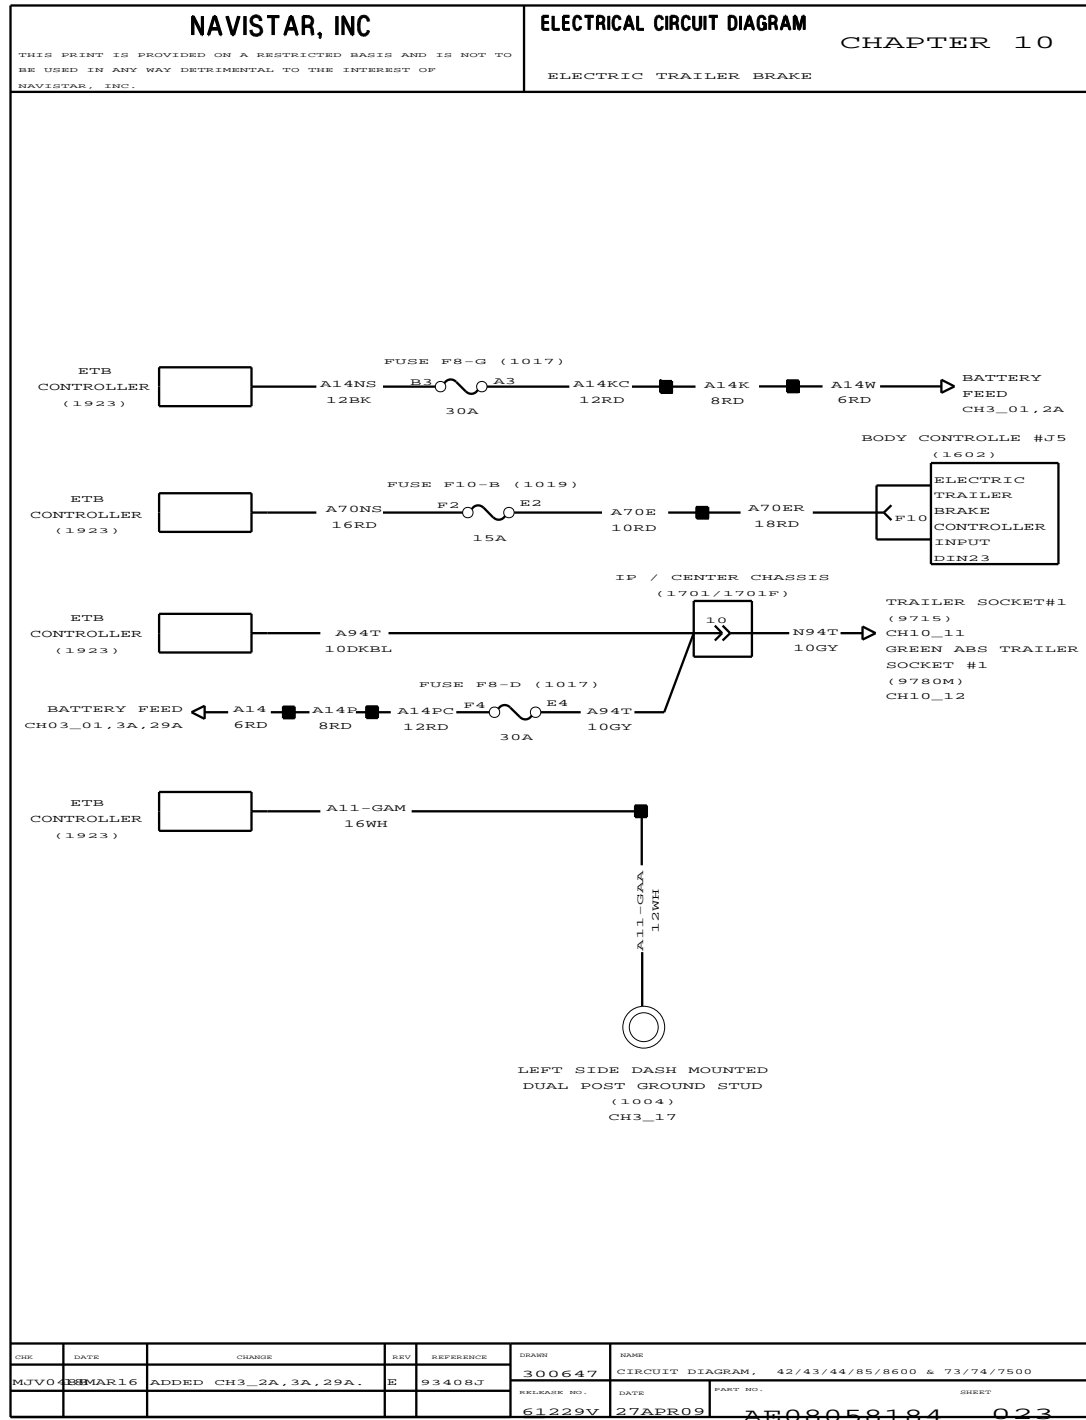 NAVISTAR, INC
THIS PRINT IS PROVIDED ON A RESTRICTED BASIS AND IS NOT TO
BE USED IN ANY WAY DETRIMENTAL TO THE INTEREST OF
NAVISTAR, INC.
ELECTRICAL CIRCUIT DIAGRAM
CHAPTER 10
ELECTRIC TRAILER BRAKE
ETB
CONTROLLER
(1923)
FUSE F8-G (1017)
A14NS
12BK
B3
A3
30A
A14KC
12RD
A14K
8RD
A14W
6RD
BATTERY
FEED
CH3_01,2A
ETB
CONTROLLER
(1923)
FUSE F10-B (1019)
A70NS
16RD
F2
E2
15A
A70E
10RD
A70ER
18RD
BODY CONTROLLE #J5
(1602)
F10
ELECTRIC
TRAILER
BRAKE
CONTROLLER
INPUT
DIN23
ETB
CONTROLLER
(1923)
A94T
10DKBL
IP / CENTER CHASSIS
(1701/1701F)
10
N94T
10GY
TRAILER SOCKET#1
(9715)
CH10_11
GREEN ABS TRAILER
SOCKET #1
(9780M)
CH10_12
BATTERY FEED
CH03_01,3A,29A
A14
6RD
A14P
8RD
A14PC
12RD
FUSE F8-D (1017)
F4
E4
30A
A94T
10GY
ETB
CONTROLLER
(1923)
A11-GAM
16WH
A11-GAA
12WH
LEFT SIDE DASH MOUNTED
DUAL POST GROUND STUD
(1004)
CH3_17
CHK DATE CHANGE REV REFERENCE
ADDED CH3_2A,3A,29A. E 93408J
DRAWN
300647
NAME
CIRCUIT DIAGRAM, 42/43/44/85/8600 & 73/74/7500
RELEASE NO.
61229V
DATE
27APR09
PART NO.
AE08058184
SHEET
023